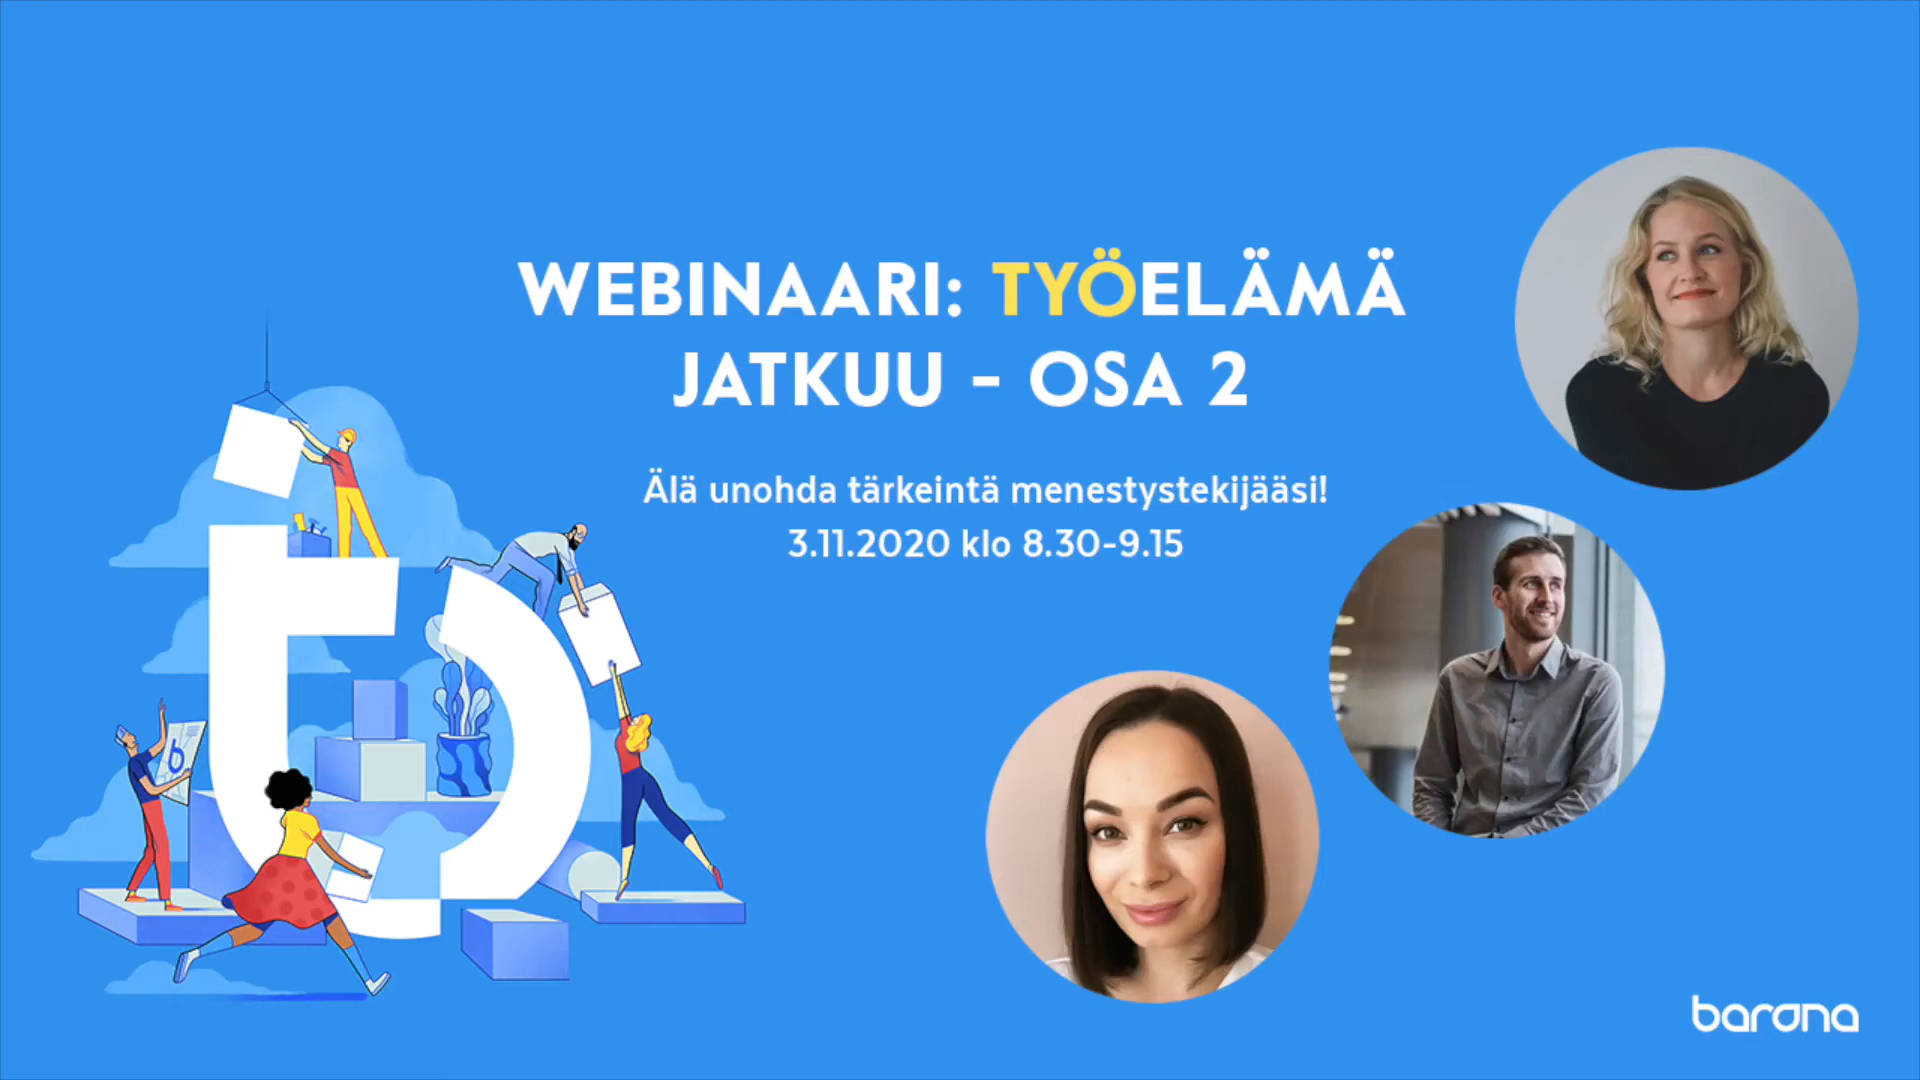 WEBINAARI: TYÖELÄMÄ
JATKUU - OSA 2
Älä unohda tärkeintä menestystekijääsi!
3.11.2020 klo 8.30-9.15
b
barona